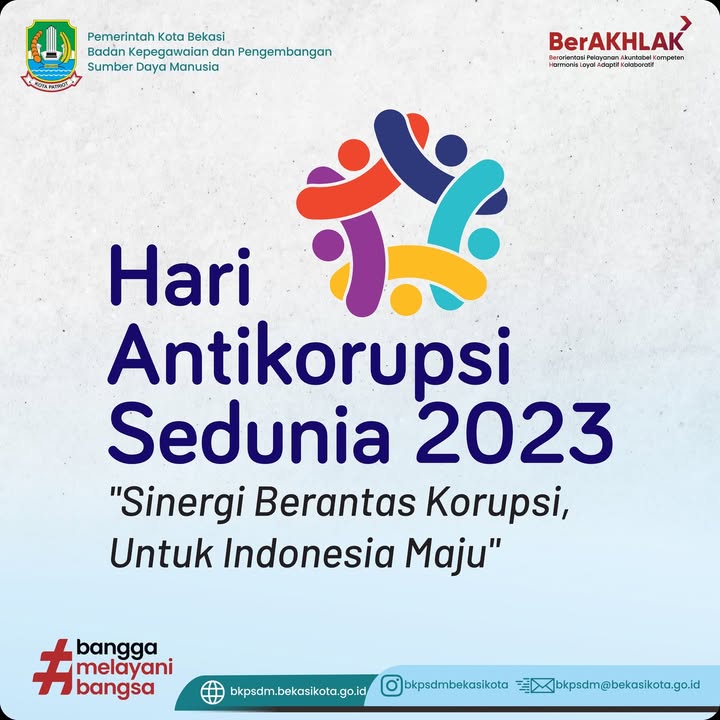 Pemerintah Kota Bekasi
Badan Kepegawaian dan Pengembangan
Sumber Daya Manusia
KOTA PATRIOT
BerAKHLAK
Berorientasi Pelayanan Akuntabel Kompeten
Harmonis Loyal Adaptif Kolaboratif
Hari
Antikorupsi
Sedunia 2023
"Sinergi Berantas Korupsi,
Untuk Indonesia Maju"
#bangga
melayani
bangsa
bkpsdm.bekasikota.go.id
bkpsdmbekasikota
bkpsdm@bekasikota.go.id